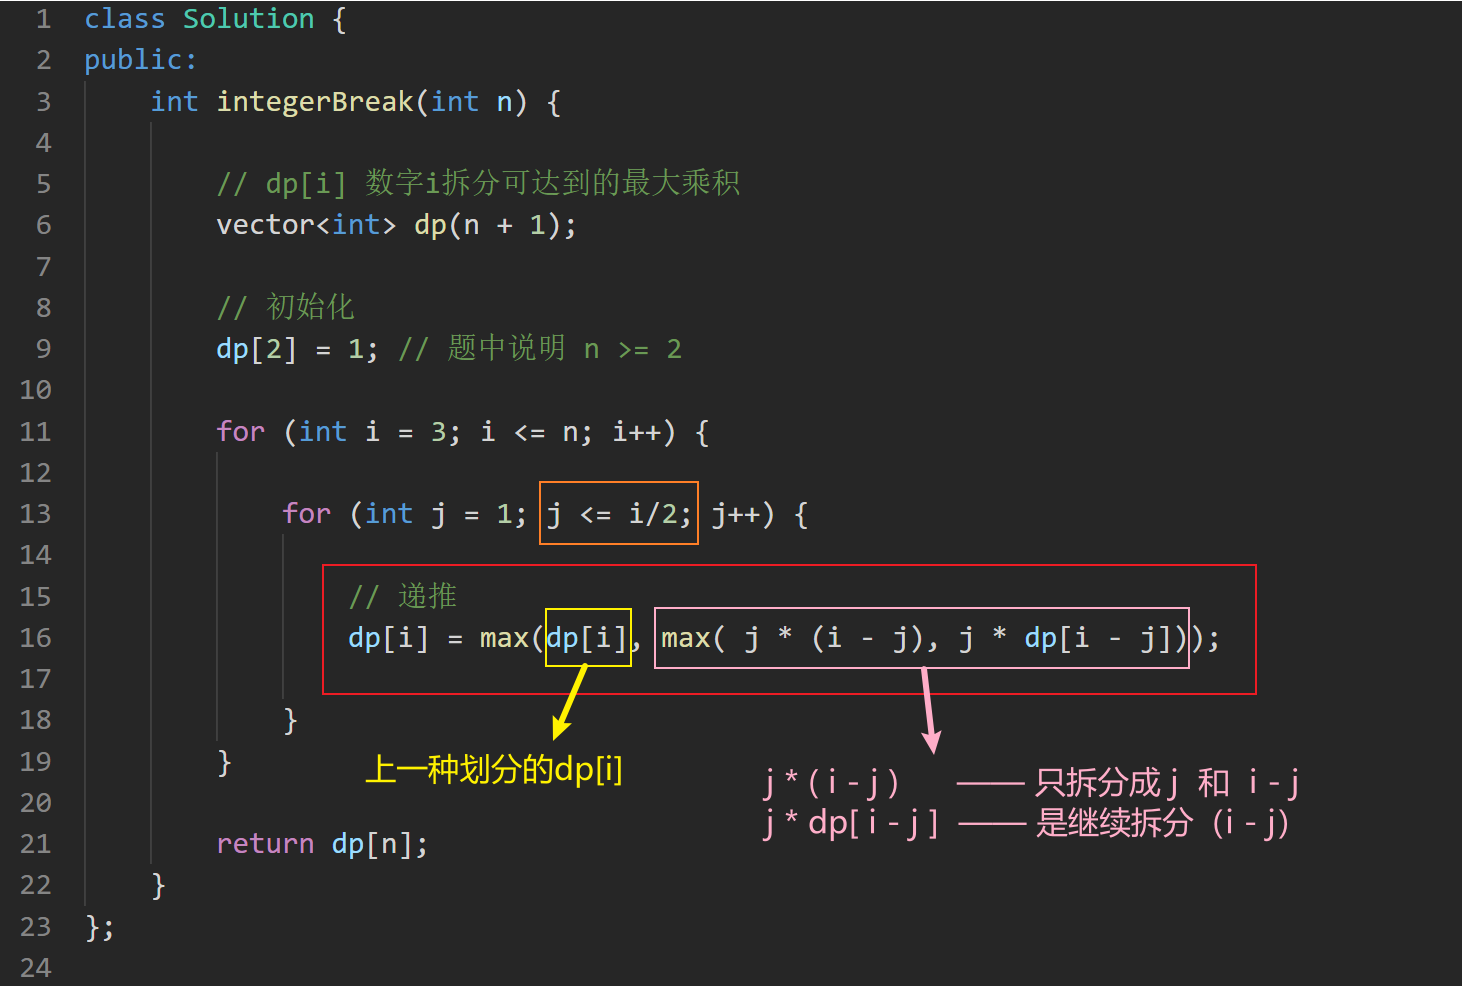 1 class Solution {
2 public:
3 int integerBreak(int n) {
4
5 // dp[i] 数字i拆分可达到的最大乘积
6 vector<int> dp(n + 1);
7
8 // 初始化
9 dp[2] = 1; // 题中说明 n >= 2
10
11 for (int i = 3; i <= n; i++) {
12
13 for (int j = 1; j <= i/2; j++) {
14
15 // 递推
16 dp[i] = max(dp[i], max( j * (i - j), j * dp[i - j]));
17
18 }
19 }
上一种划分的dp[i]
j * ( i - j ) —— 只拆分成 j 和 i - j
j * dp[ i - j ] —— 是继续拆分 (i - j)
20
21 return dp[n];
22 }
23 };
24